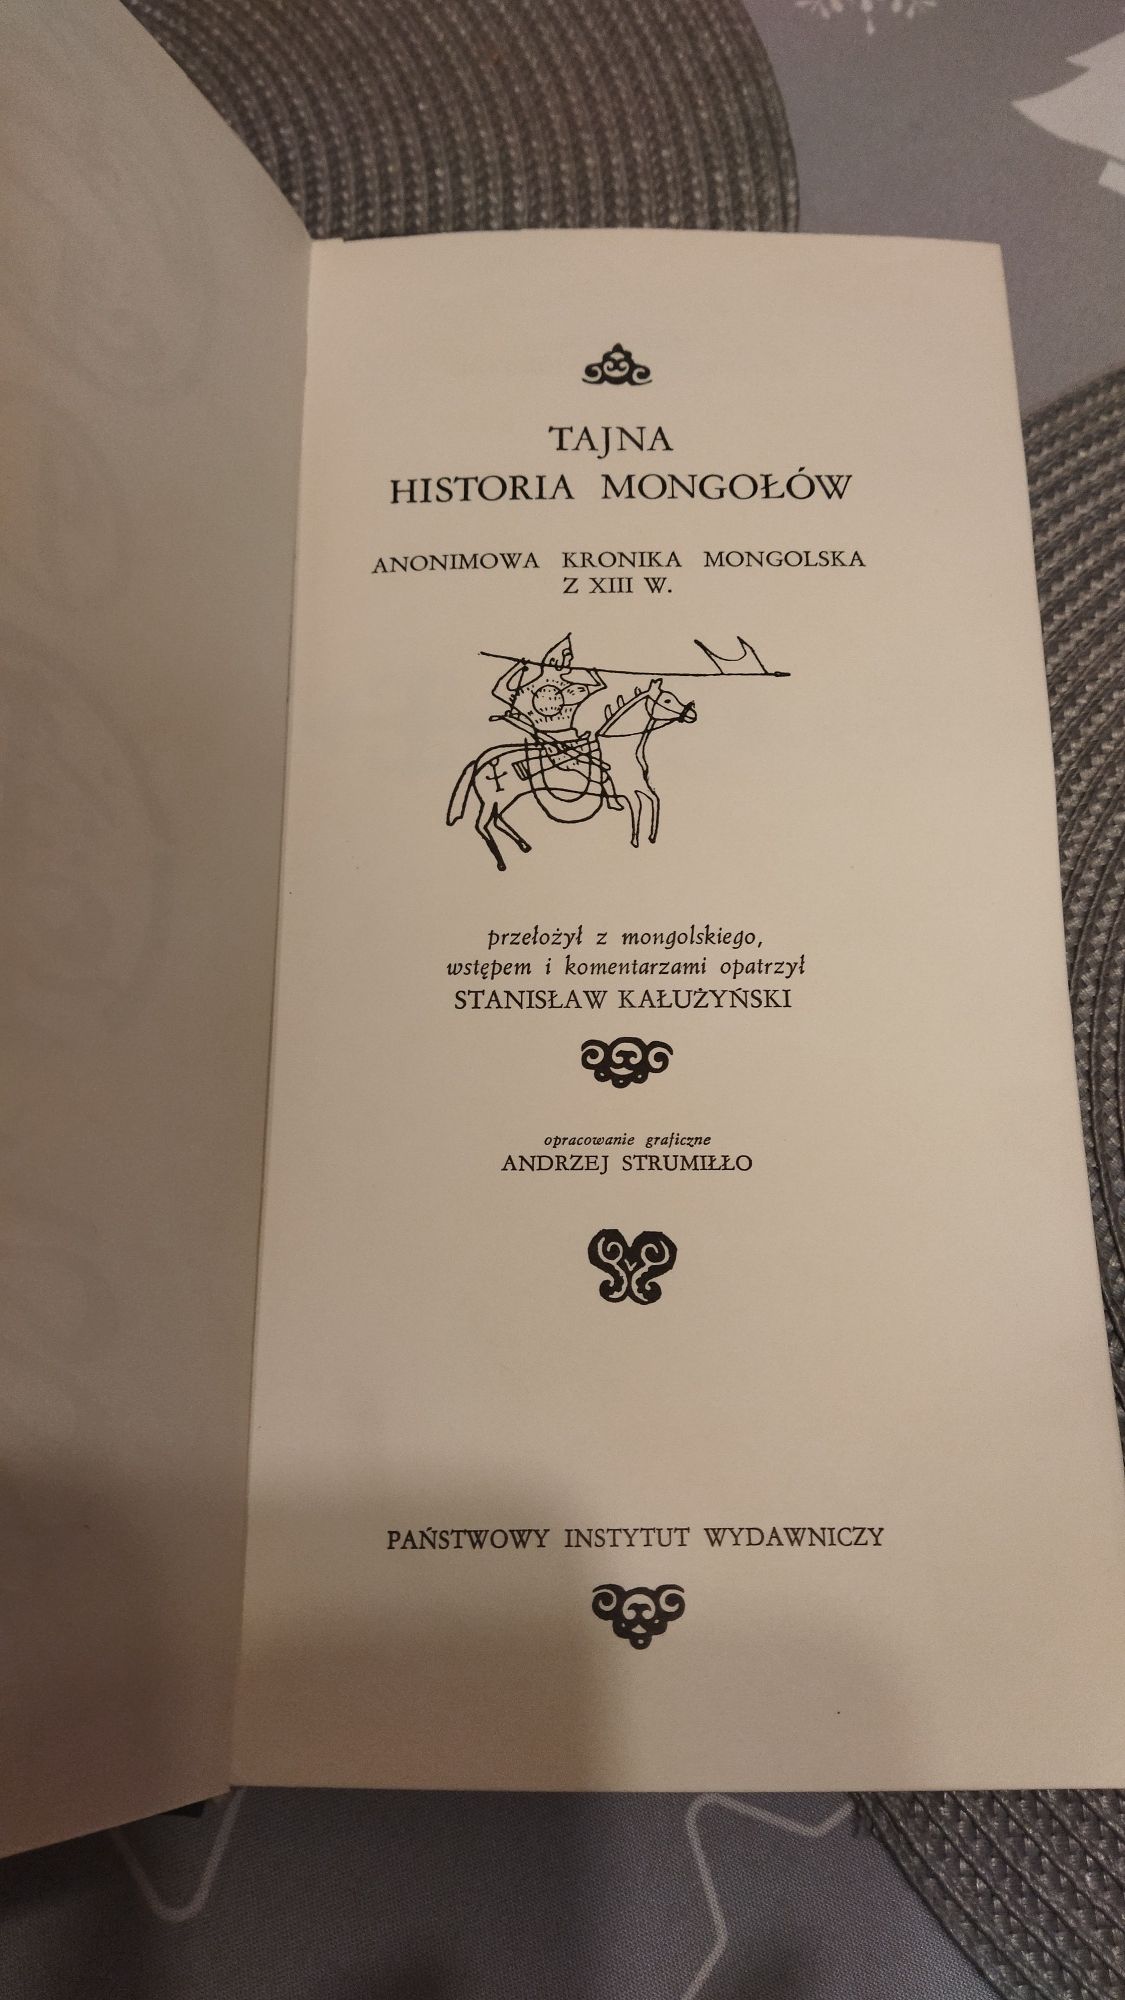 TAJNA
HISTORIA MONGOŁÓW
ANONIMOWA KRONIKA MONGOLSKA
Z XIII W.
przełożył z mongolskiego,
wstępem i komentarzami opatrzył
STANISŁAW KAŁUŻYŃSKI
opracowanie graficzne
ANDRZEJ STRUMIŁŁO
PAŃSTWOWY INSTYTUT WYDAWNICZY